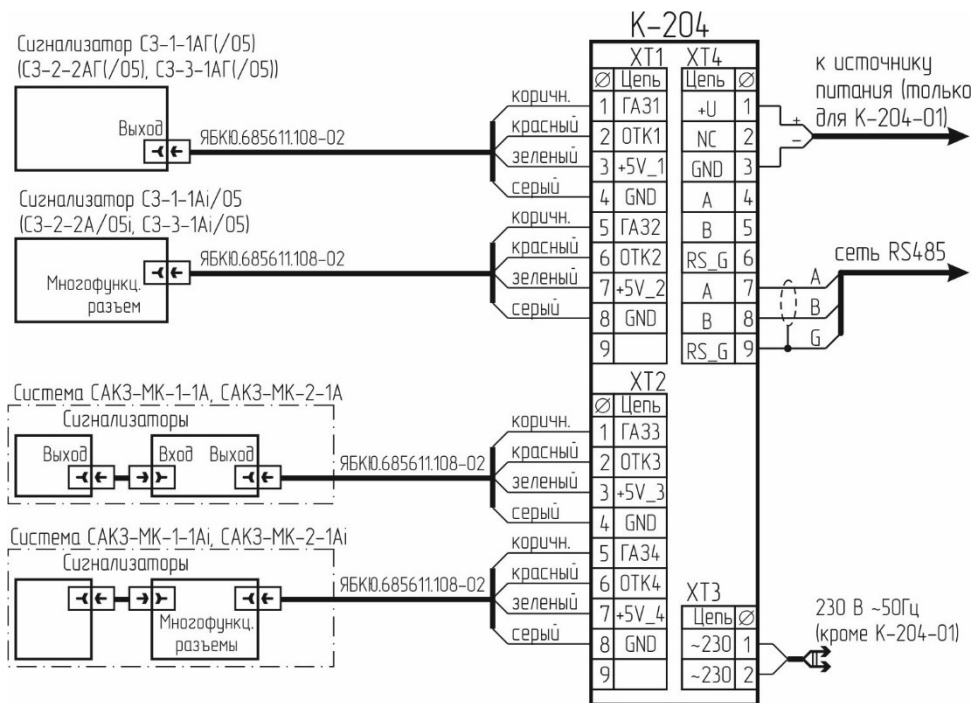 К-204
Сигнализатор СЗ-1-1АГ(/05)
(СЗ-2-2АГ(/05), СЗ-3-1АГ(/05))
Выход
ЯБКЮ.685611.108-02
коричн.
красный
зеленый
серый
Сигнализатор СЗ-1-1Аi/05
(СЗ-2-2А/05i, СЗ-3-1Аi/05)
Многофункц.
разъем
ЯБКЮ.685611.108-02
коричн.
красный
зеленый
серый
XT1
Ø Цепь
1 ГАЗ1
2 ОТК1
3 +5V_1
4 GND
5 ГАЗ2
6 ОТК2
7 +5V_2
8 GND
9
XT4
Цепь Ø
+U 1
NC 2
GND 3
A 4
B 5
RS_G 6
A 7
B 8
RS_G 9
+
−
к источнику
питания (только
для К-204-01)
A
B
G
сеть RS485
Система САКЗ-МК-1-1А, САКЗ-МК-2-1А
Сигнализаторы
Выход
Вход
Выход
ЯБКЮ.685611.108-02
коричн.
красный
зеленый
серый
Система САКЗ-МК-1-1Аi, САКЗ-МК-2-1Аi
Сигнализаторы
Многофункц.
разъемы
ЯБКЮ.685611.108-02
коричн.
красный
зеленый
серый
XT2
Ø Цепь
1 ГАЗ3
2 ОТК3
3 +5V_3
4 GND
5 ГАЗ4
6 ОТК4
7 +5V_4
8 GND
9
XT3
Цепь Ø
~230 1
~230 2
230 В ~50Гц
(кроме К-204-01)